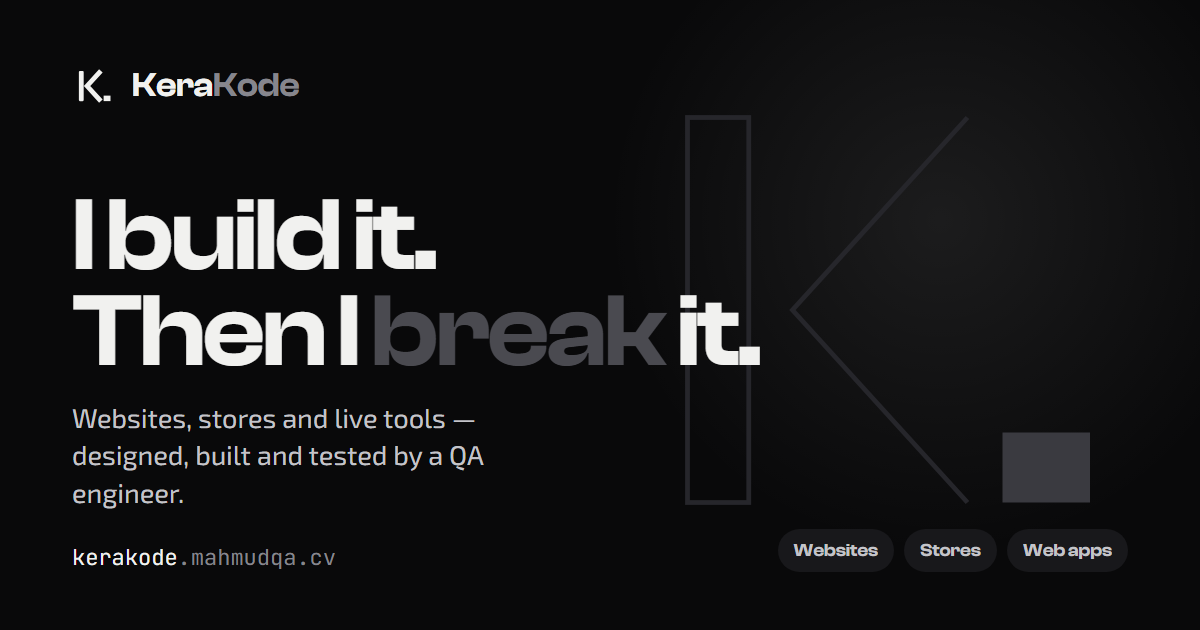 K. KeraKode
I build it.
Then I break it.
Websites, stores and live tools —
designed, built and tested by a QA
engineer.
kerakode.mahmudqa.cv
Websites Stores Web apps